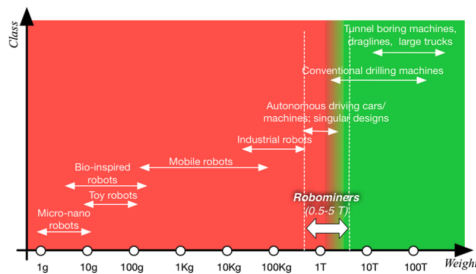 Class
Tunnel boring machines,
draglines, large trucks
Conventional drilling machines
Autonomous driving cars/
machines; singular designs
Industrial robots
Mobile robots
Bio-inspired
robots
Toy robots
Micro-nano
robots
Robominers
(0.5-5 T)
1g 10g 100g 1Kg 10Kg 100Kg 1T 10T 100T
Weight